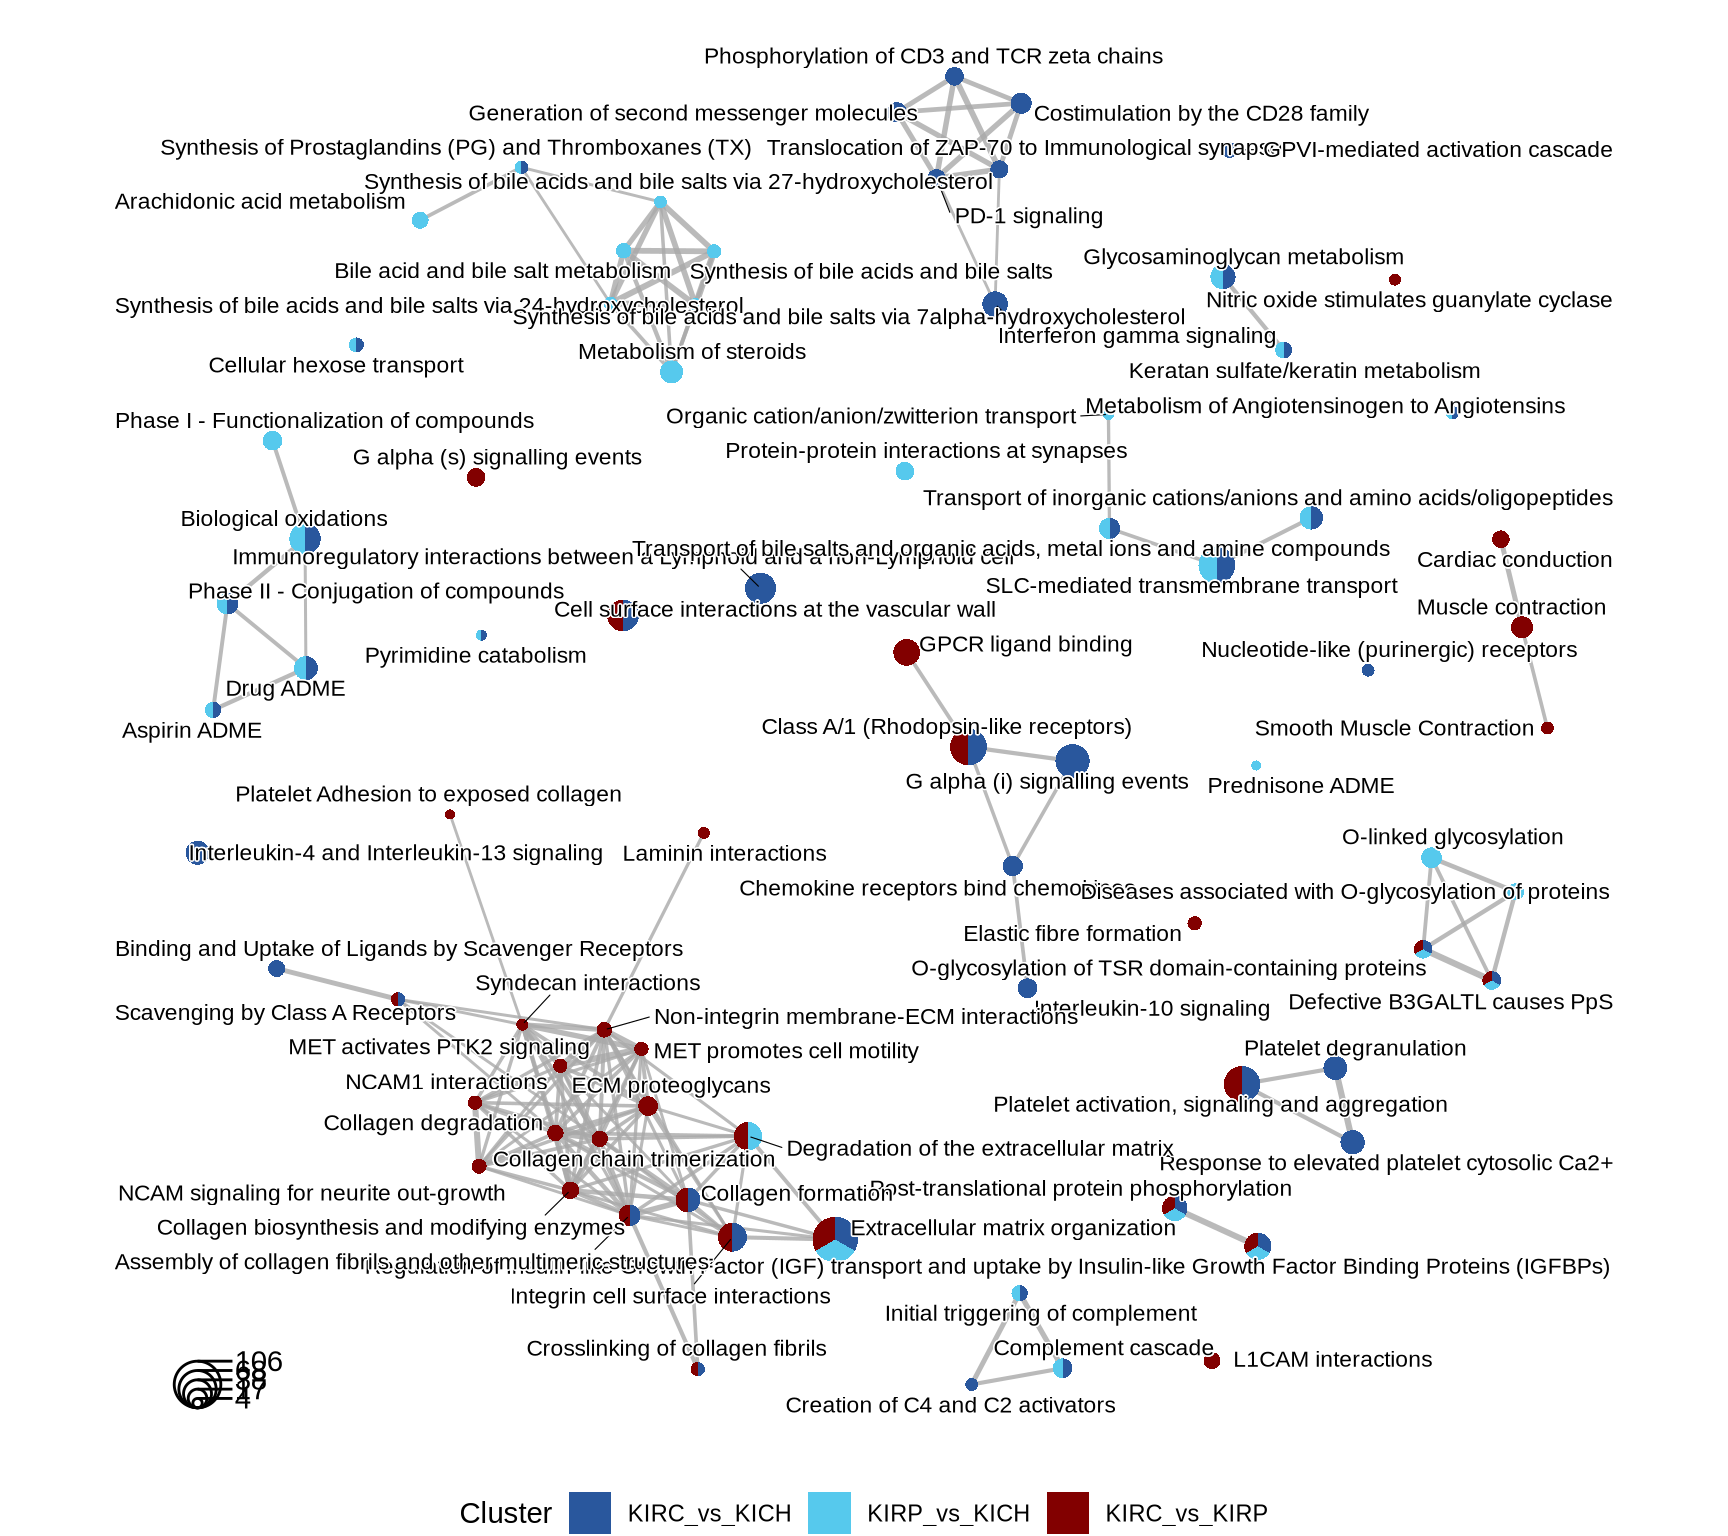 Phosphorylation of CD3 and TCR zeta chains
Generation of second messenger molecules
Costimulation by the CD28 family
Synthesis of Prostaglandins (PG) and Thromboxanes (TX)
Translocation of ZAP-70 to Immunological synapse
GPVI-mediated activation cascade
Synthesis of bile acids and bile salts via 27-hydroxycholesterol
Arachidonic acid metabolism
PD-1 signaling
Glycosaminoglycan metabolism
Bile acid and bile salt metabolism
Synthesis of bile acids and bile salts
Nitric oxide stimulates guanylate cyclase
Synthesis of bile acids and bile salts via 24-hydroxycholesterol
Synthesis of bile acids and bile salts via 7alpha-hydroxycholesterol
Interferon gamma signaling
Metabolism of steroids
Cellular hexose transport
Keratan sulfate/keratin metabolism
Metabolism of Angiotensinogen to Angiotensins
Organic cation/anion/zwitterion transport
Phase I - Functionalization of compounds
Protein-protein interactions at synapses
G alpha (s) signalling events
Transport of inorganic cations/anions and amino acids/oligopeptides
Biological oxidations
Transport of bile salts and organic acids, metal ions and amine compounds
Immunoregulatory interactions between a Lymphoid and a non-Lymphoid cell
Cardiac conduction
SLC-mediated transmembrane transport
Phase II - Conjugation of compounds
Cell surface interactions at the vascular wall
Muscle contraction
GPCR ligand binding
Nucleotide-like (purinergic) receptors
Pyrimidine catabolism
Drug ADME
Aspirin ADME
Class A/1 (Rhodopsin-like receptors)
Smooth Muscle Contraction
G alpha (i) signalling events
Prednisone ADME
Platelet Adhesion to exposed collagen
O-linked glycosylation
Interleukin-4 and Interleukin-13 signaling
Laminin interactions
Chemokine receptors bind chemokines
Diseases associated with O-glycosylation of proteins
Elastic fibre formation
Binding and Uptake of Ligands by Scavenger Receptors
O-glycosylation of TSR domain-containing proteins
Syndecan interactions
Defective B3GALTL causes PpS
Interleukin-10 signaling
Scavenging by Class A Receptors
Non-integrin membrane-ECM interactions
MET activates PTK2 signaling
MET promotes cell motility
Platelet degranulation
NCAM1 interactions
ECM proteoglycans
Platelet activation, signaling and aggregation
Collagen degradation
Degradation of the extracellular matrix
Collagen chain trimerization
Response to elevated platelet cytosolic Ca2+
NCAM signaling for neurite out-growth
Collagen formation
Post-translational protein phosphorylation
Collagen biosynthesis and modifying enzymes
Extracellular matrix organization
Assembly of collagen fibrils and other multimeric structures
Regulation of Insulin-like Growth Factor (IGF) transport and uptake by Insulin-like Growth Factor Binding Proteins (IGFBPs)
Integrin cell surface interactions
Initial triggering of complement
Crosslinking of collagen fibrils
Complement cascade
L1CAM interactions
Creation of C4 and C2 activators
106
17
4
Cluster
KIRC_vs_KICH
KIRP_vs_KICH
KIRC_vs_KIRP